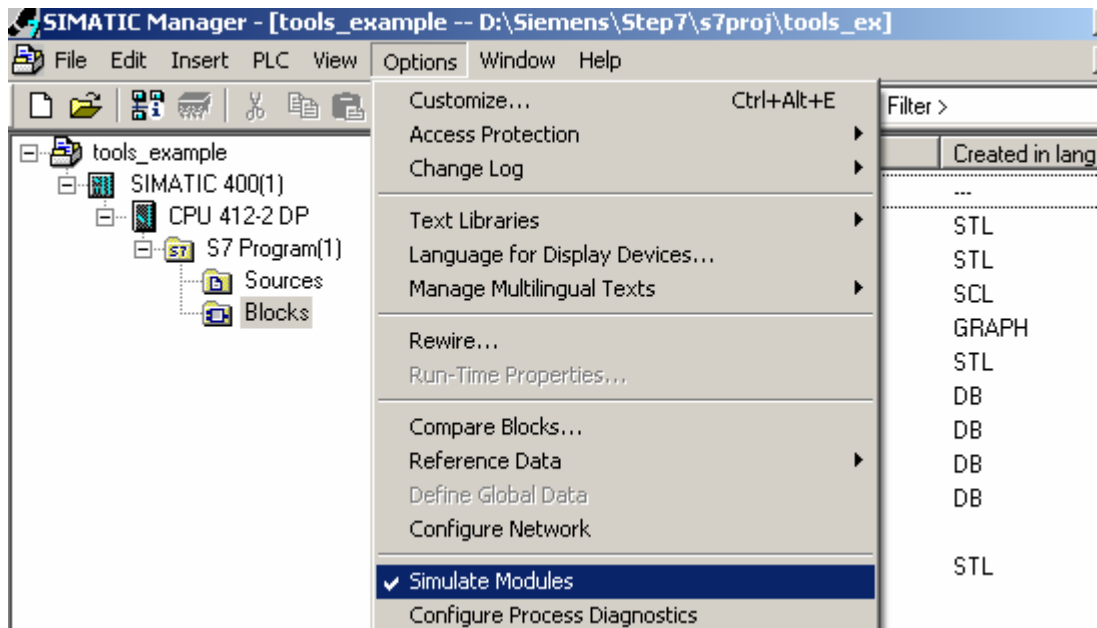 SIMATIC Manager - [tools_example -- D:\Siemens\Step7\s7proj\tools_ex]
File Edit Insert PLC View Options Window Help
Filter >
tools_example
SIMATIC 400(1)
CPU 412-2 DP
S7 Program(1)
Sources
Blocks
Customize... Ctrl+Alt+E
Access Protection
Change Log
Text Libraries
Language for Display Devices...
Manage Multilingual Texts
Rewire...
Run-Time Properties...
Compare Blocks...
Reference Data
Define Global Data
Configure Network
Simulate Modules
Configure Process Diagnostics
Created in lang
---
STL
STL
SCL
GRAPH
STL
DB
DB
DB
DB
STL